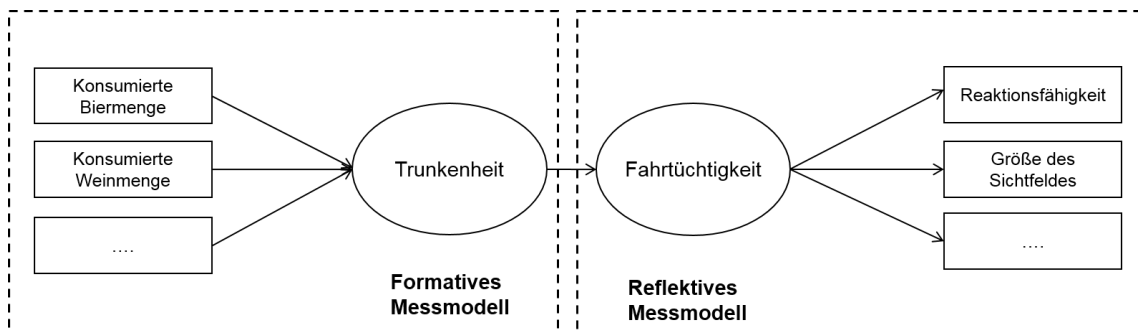 Konsumierte
Biermenge
Konsumierte
Weinmenge
....
Trunkenheit
Formatives
Messmodell
Fahrtüchtigkeit
Reflektives
Messmodell
Reaktionsfähigkeit
Größe des
Sichtfeldes
....